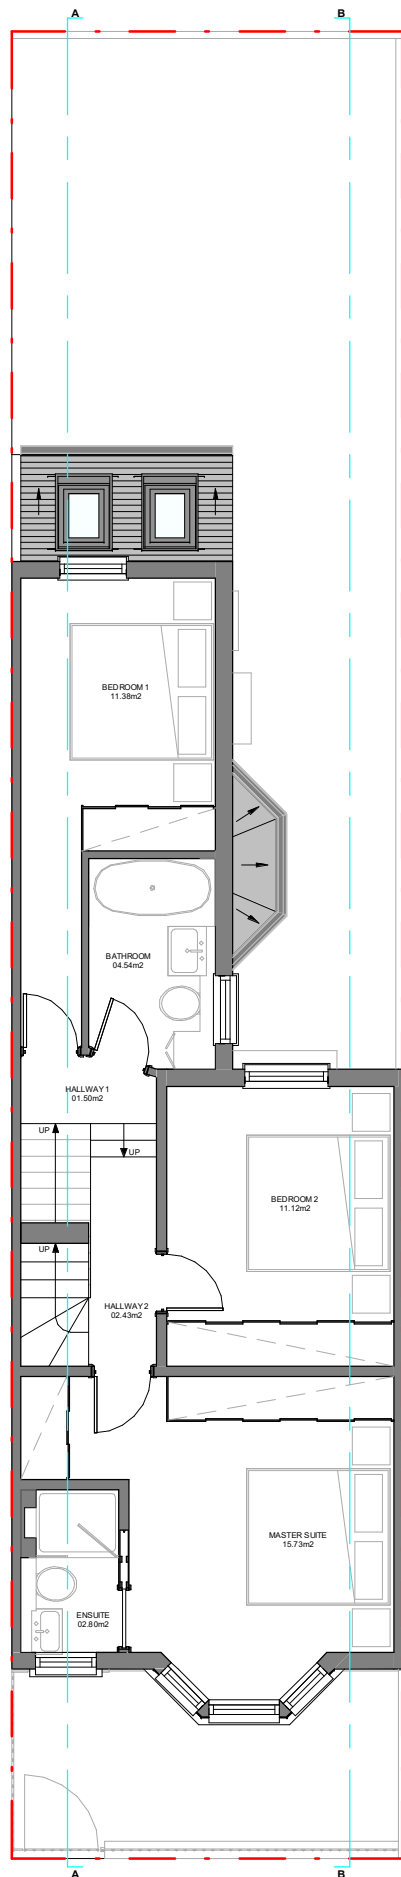 A
B
BEDROOM 1
11.38m2
BATHROOM
04.54m2
HALLWAY 1
01.50m2
UP
UP
BEDROOM 2
11.12m2
UP
HALLWAY 2
02.43m2
MASTER SUITE
15.73m2
ENSUITE
02.80m2
A
B